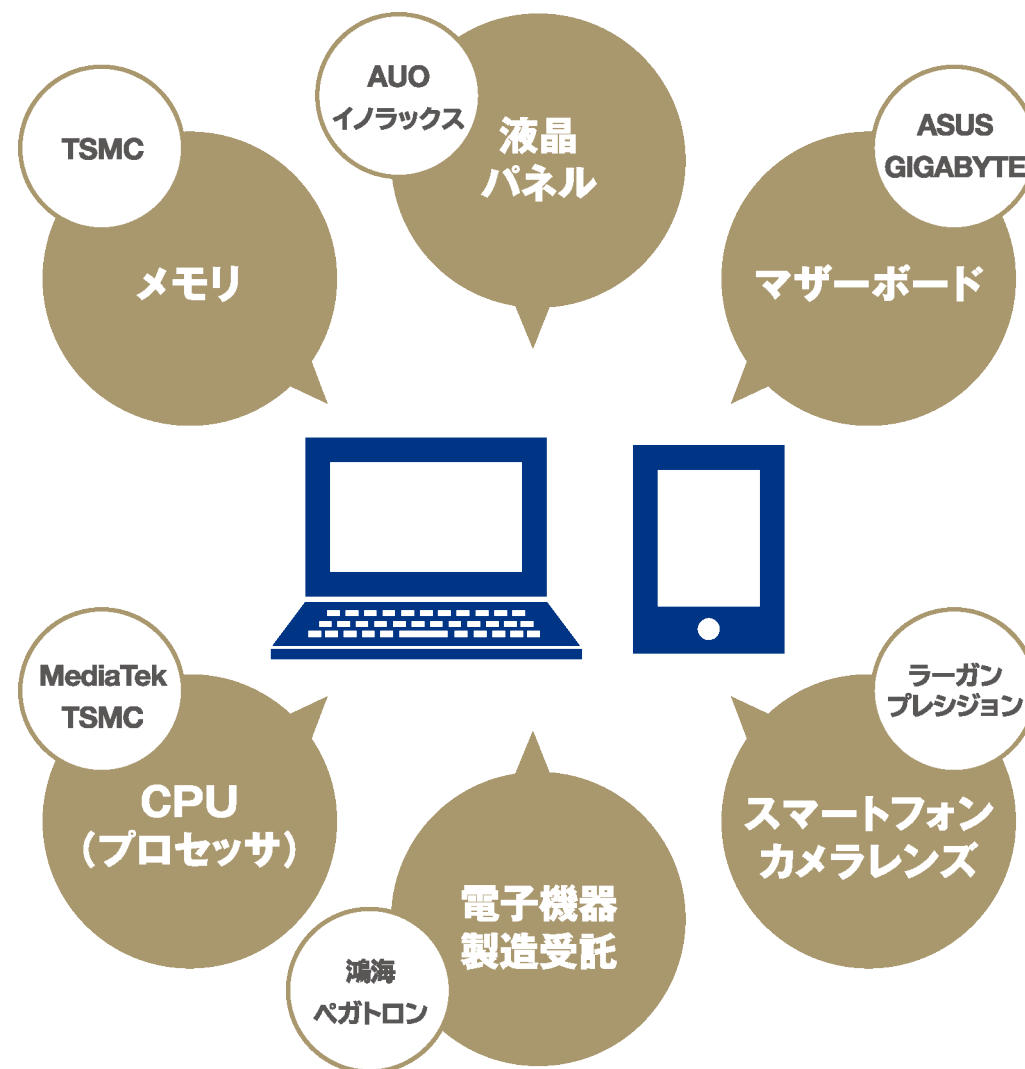 TSMC
メモリ
AUO
イノラックス
液晶
パネル
ASUS
GIGABYTE
マザーボード
MediaTek
TSMC
CPU
（プロセッサ）
鴻海
ペガトロン
電子機器
製造受託
ラーガン
プレシジョン
スマートフォン
カメラレンズ